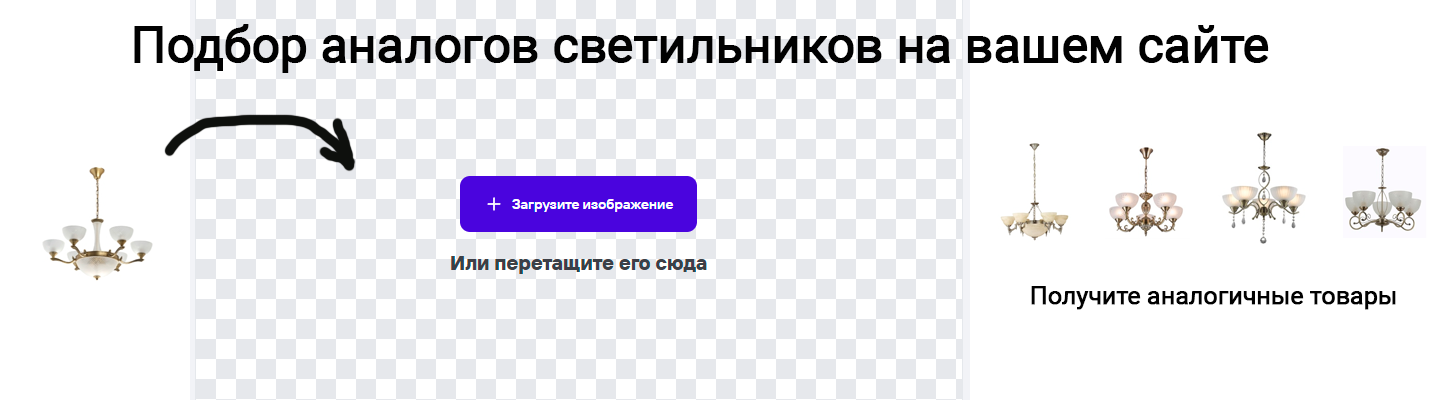 Подбор аналогов светильников на вашем сайте
+ Загрузите изображение
Или перетащите его сюда
Получите аналогичные товары